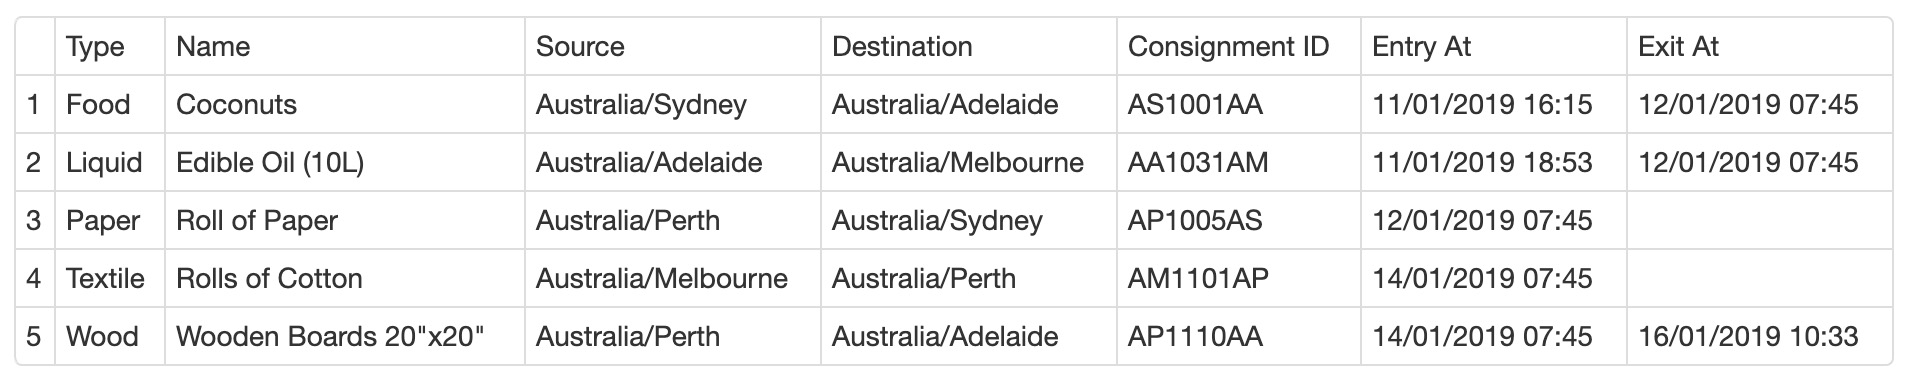 Type Name Source Destination Consignment ID Entry At Exit At
1 Food Coconuts Australia/Sydney Australia/Adelaide AS1001AA 11/01/2019 16:15 12/01/2019 07:45
2 Liquid Edible Oil (10L) Australia/Adelaide Australia/Melbourne AA1031AM 11/01/2019 18:53 12/01/2019 07:45
3 Paper Roll of Paper Australia/Perth Australia/Sydney AP1005AS 12/01/2019 07:45
4 Textile Rolls of Cotton Australia/Melbourne Australia/Perth AM1101AP 14/01/2019 07:45
5 Wood Wooden Boards 20"x20" Australia/Perth Australia/Adelaide AP1110AA 14/01/2019 07:45 16/01/2019 10:33